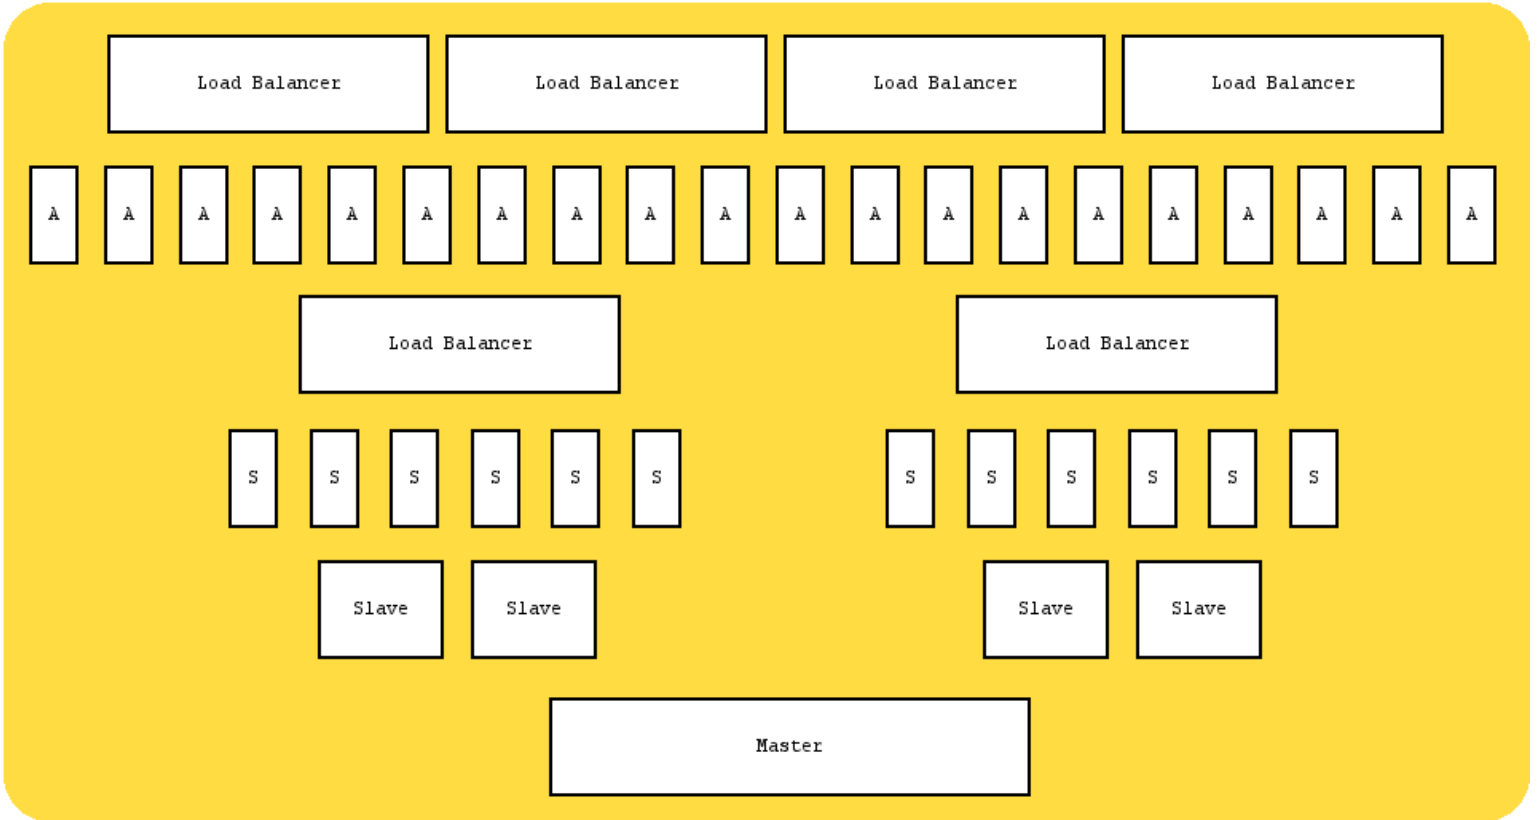 Load Balancer Load Balancer Load Balancer Load Balancer
A A A A A A A A A A A A A A A A A A A A
Load Balancer Load Balancer
S S S S S S S S S S S S
Slave Slave Slave Slave
Master